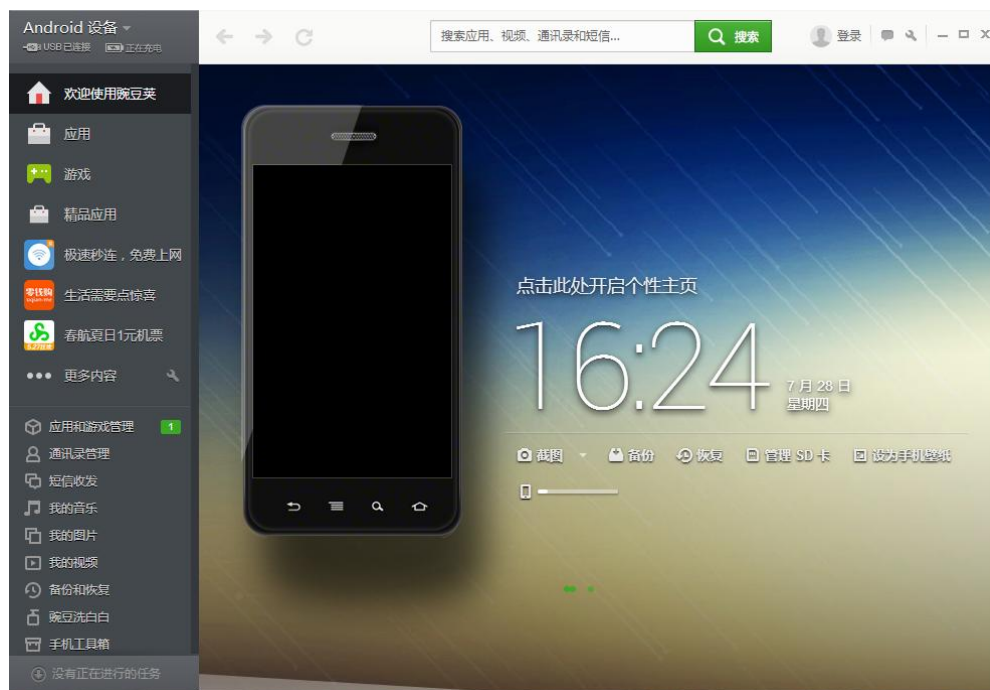 Android 设备
USB已连接 正在充电
搜索应用、视频、通讯录和短信...
搜索
登录
欢迎使用豌豆荚
应用
游戏
精品应用
极速秒连，免费上网
零钱购
生活需要点惊喜
春航夏日1元机票
更多内容
应用和游戏管理 1
通讯录管理
短信收发
我的音乐
我的图片
我的视频
备份和恢复
豌豆洗白白
手机工具箱
没有正在进行的任务
点击此处开启个性主页
16:24
7 月 28 日
星期四
截图 备份 恢复 管理 SD 卡 设为手机壁纸